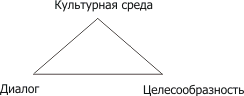 Культурная среда
Диалог
Целесообразность